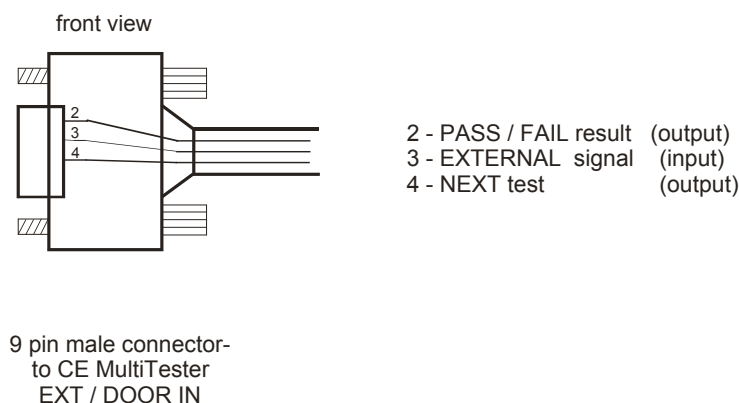 front view
2
3
4
2 - PASS / FAIL result (output)
3 - EXTERNAL signal (input)
4 - NEXT test (output)
9 pin male connector-
to CE MultiTester
EXT / DOOR IN